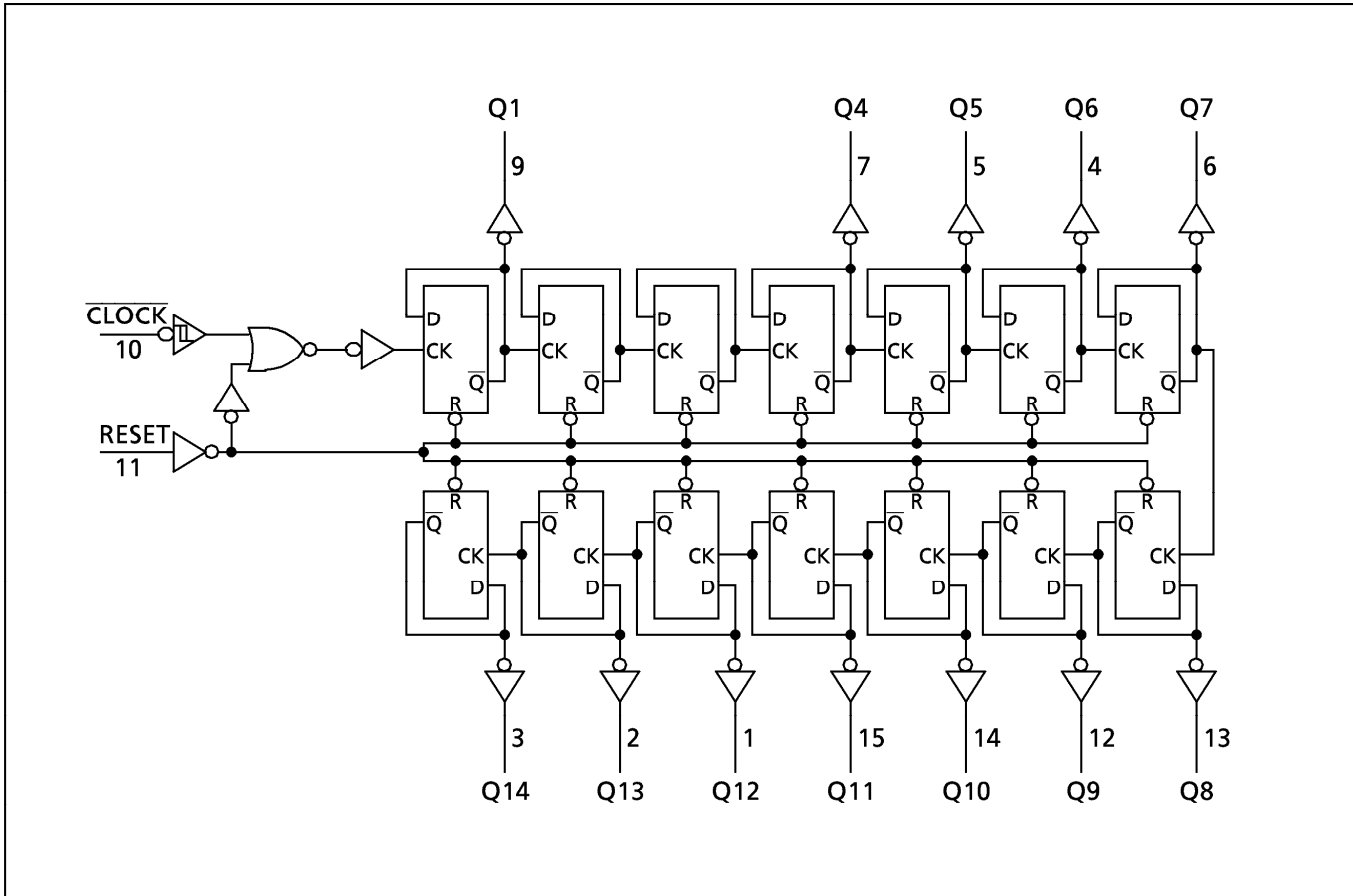 Q1 Q4 Q5 Q6 Q7
9 7 5 4 6
D D D D D D D
C̅L̅O̅C̅K̅
10
CK CK CK CK CK CK CK
Q̅ Q̅ Q̅ Q̅ Q̅ Q̅ Q̅
R R R R R R R
RESET
11
R R R R R R R
Q̅ Q̅ Q̅ Q̅ Q̅ Q̅ Q̅
CK CK CK CK CK CK CK
D D D D D D D
3 2 1 15 14 12 13
Q14 Q13 Q12 Q11 Q10 Q9 Q8